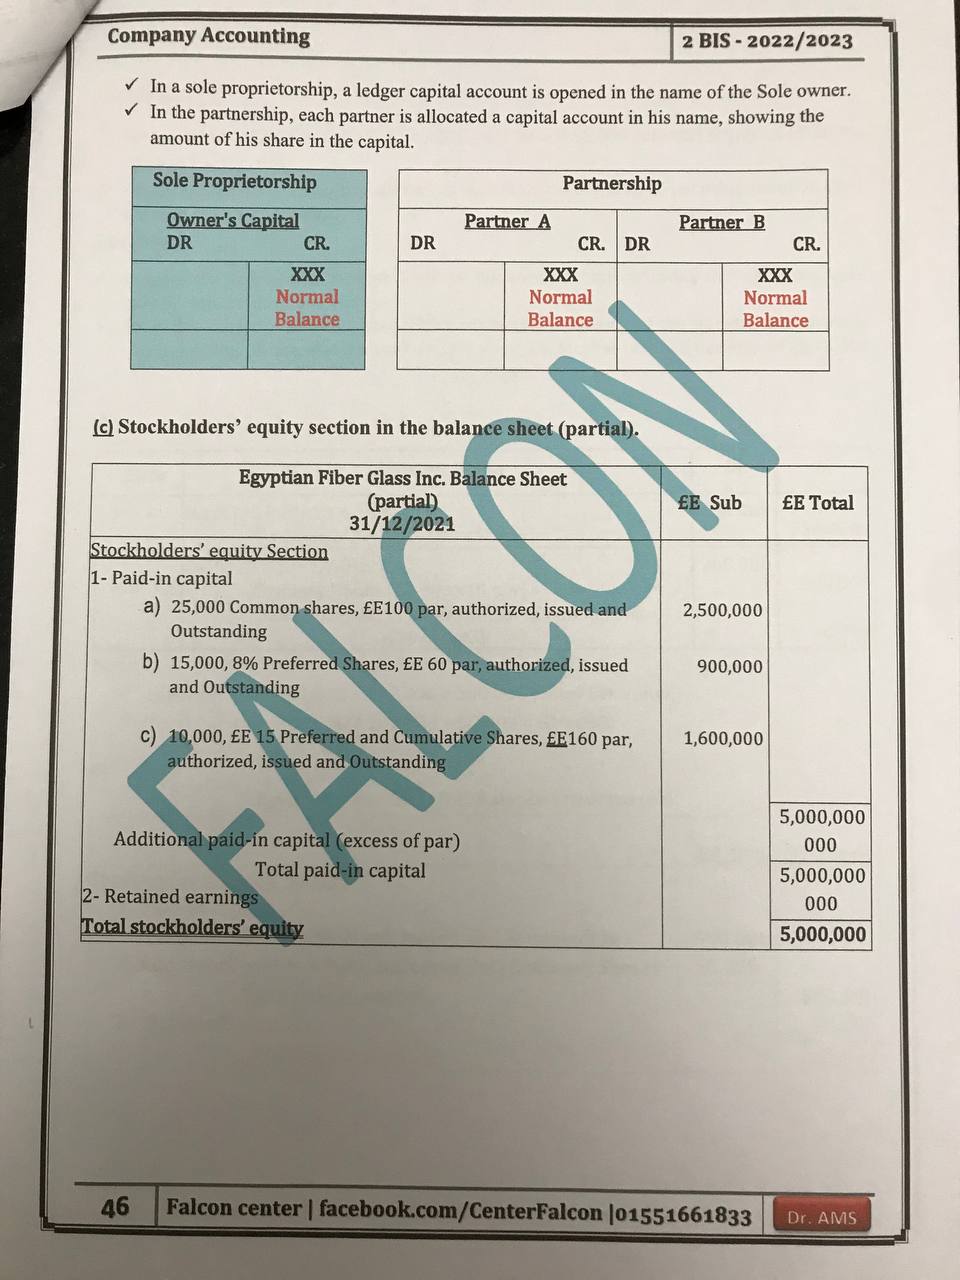 Company Accounting
2 BIS - 2022/2023
✓ In a sole proprietorship, a ledger capital account is opened in the name of the Sole owner.
✓ In the partnership, each partner is allocated a capital account in his name, showing the
amount of his share in the capital.
Sole Proprietorship
Owner's Capital
DR CR.
XXX
Normal
Balance
Partnership
Partner A Partner B
DR CR. DR CR.
XXX XXX
Normal Normal
Balance Balance
(c) Stockholders' equity section in the balance sheet (partial).
Egyptian Fiber Glass Inc. Balance Sheet
(partial)
31/12/2021
£E Sub £E Total
Stockholders' equity Section
1- Paid-in capital
a) 25,000 Common shares, £E100 par, authorized, issued and 2,500,000
Outstanding
b) 15,000, 8% Preferred Shares, £E 60 par, authorized, issued 900,000
and Outstanding
c) 10,000, £E 15 Preferred and Cumulative Shares, £E160 par, 1,600,000
authorized, issued and Outstanding
5,000,000
Additional paid-in capital (excess of par) 000
Total paid-in capital 5,000,000
2- Retained earnings 000
Total stockholders' equity 5,000,000
FALCON
46 Falcon center | facebook.com/CenterFalcon |01551661833 Dr. AMS